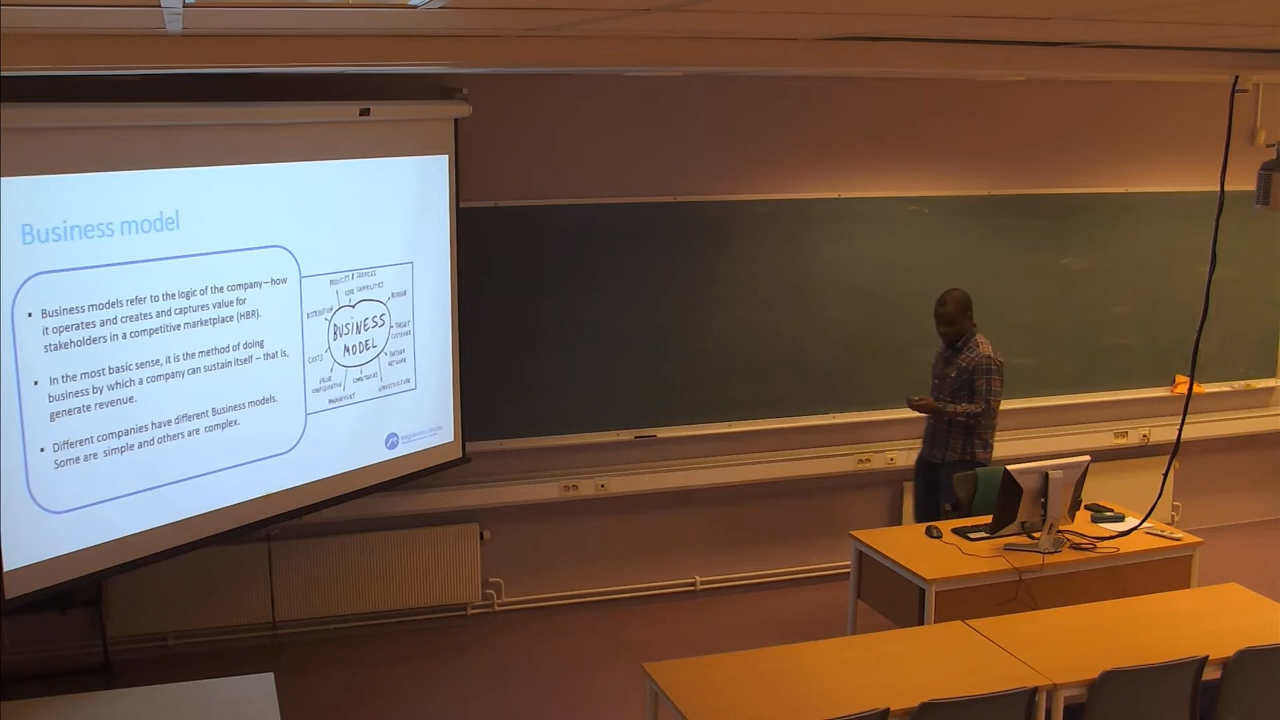 Business model
Business models refer to the logic of the company—how
it operates and creates and captures value for
stakeholders in a competitive marketplace (HBR).
In the most basic sense, it is the method of doing
business by which a company can sustain itself – that is,
generate revenue.
Different companies have different Business models.
Some are simple and others are complex.
PRODUCTS & SERVICES
CORE CAPABILITIES
REVENUE
DISTRIBUTION
BUSINESS
MODEL
TARGET
CUSTOMER
COSTS
PARTNER
NETWORK
VALUE
CONFIGURATION
COMPETENCIES
INFRASTRUCTURE
MANAGEMENT